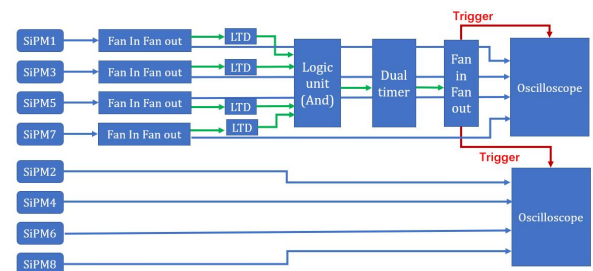 Trigger
SiPM1
Fan In Fan out
LTD
SiPM3
Fan In Fan out
LTD
Logic
unit
(And)
Dual
timer
Fan
in
Fan
out
Oscilloscope
SiPM5
Fan In Fan out
LTD
SiPM7
Fan In Fan out
LTD
Trigger
SiPM2
SiPM4
Oscilloscope
SiPM6
SiPM8